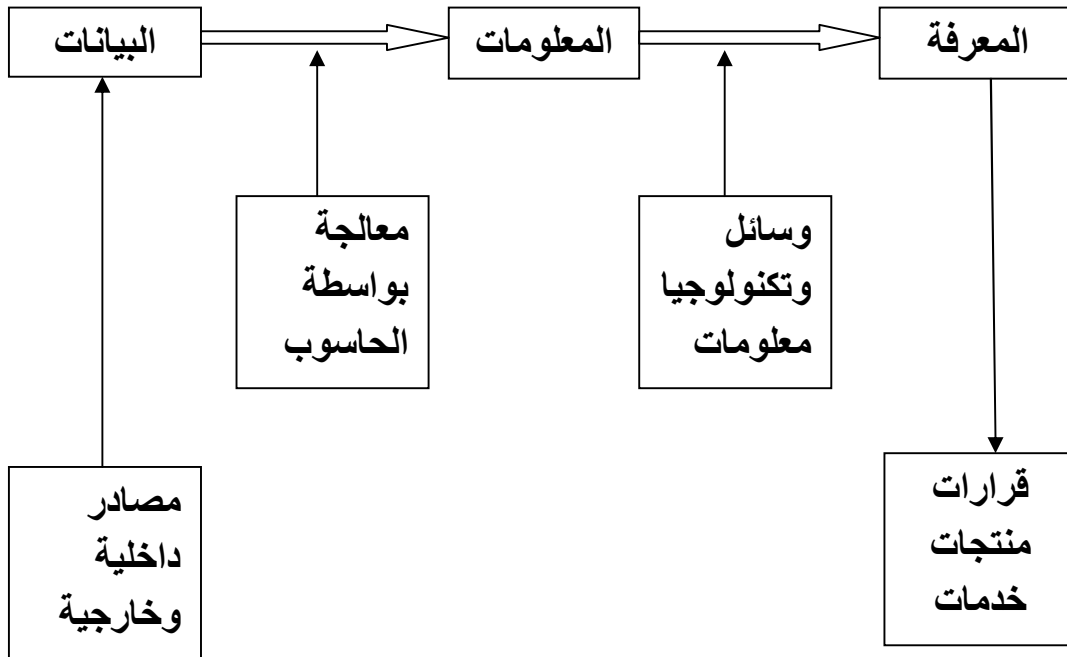 البيانات
المعلومات
المعرفة
معالجة
بواسطة
الحاسوب
وسائل
وتكنولوجيا
معلومات
مصادر
داخلية
وخارجية
قرارات
منتجات
خدمات